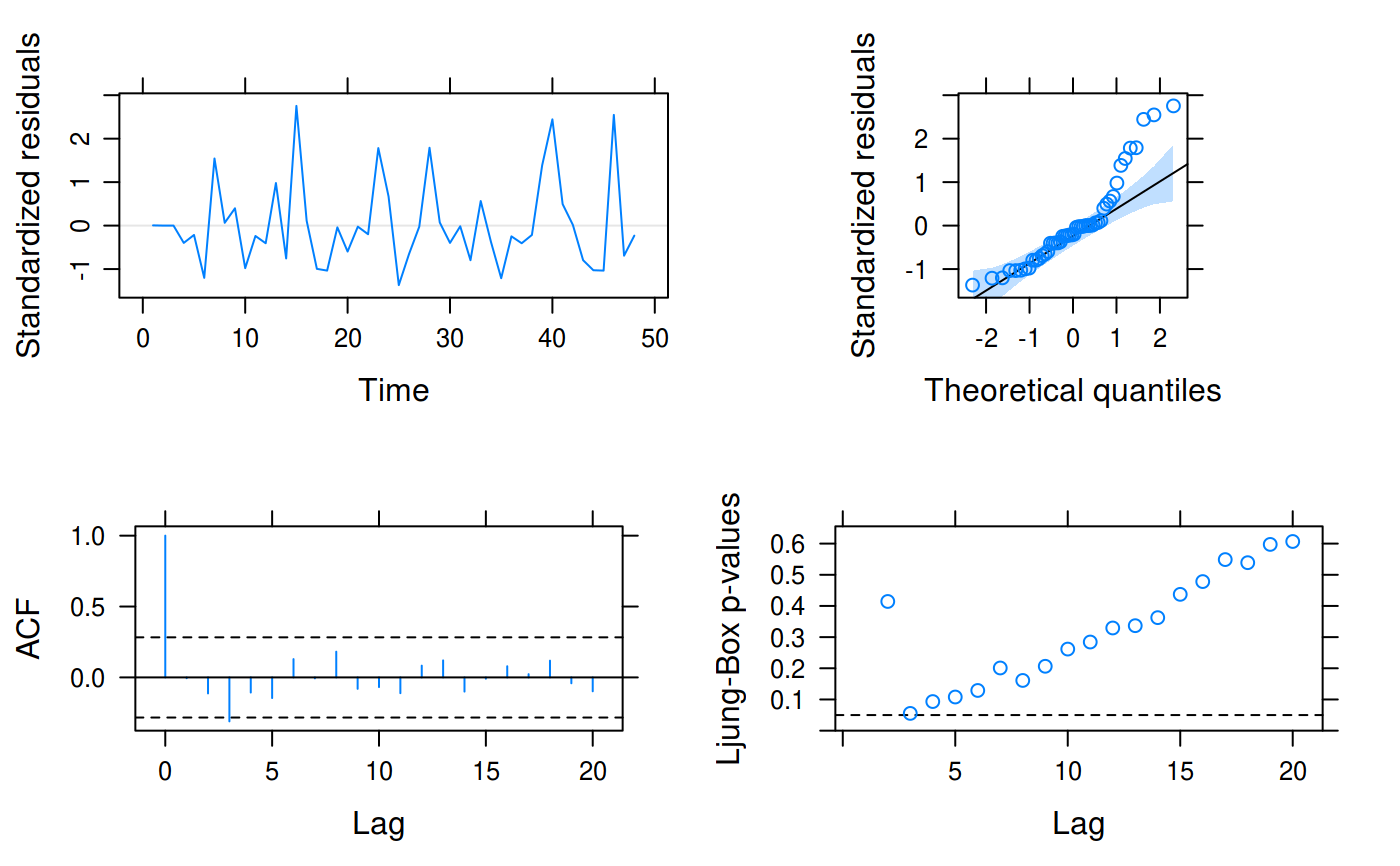 Standardized residuals
2
1
0
-1
0 10 20 30 40 50
Time
Standardized residuals
2
1
0
-1
-2 -1 0 1 2
Theoretical quantiles
ACF
1.0
0.5
0.0
0 5 10 15 20
Lag
Ljung-Box p-values
0.6
0.5
0.4
0.3
0.2
0.1
5 10 15 20
Lag